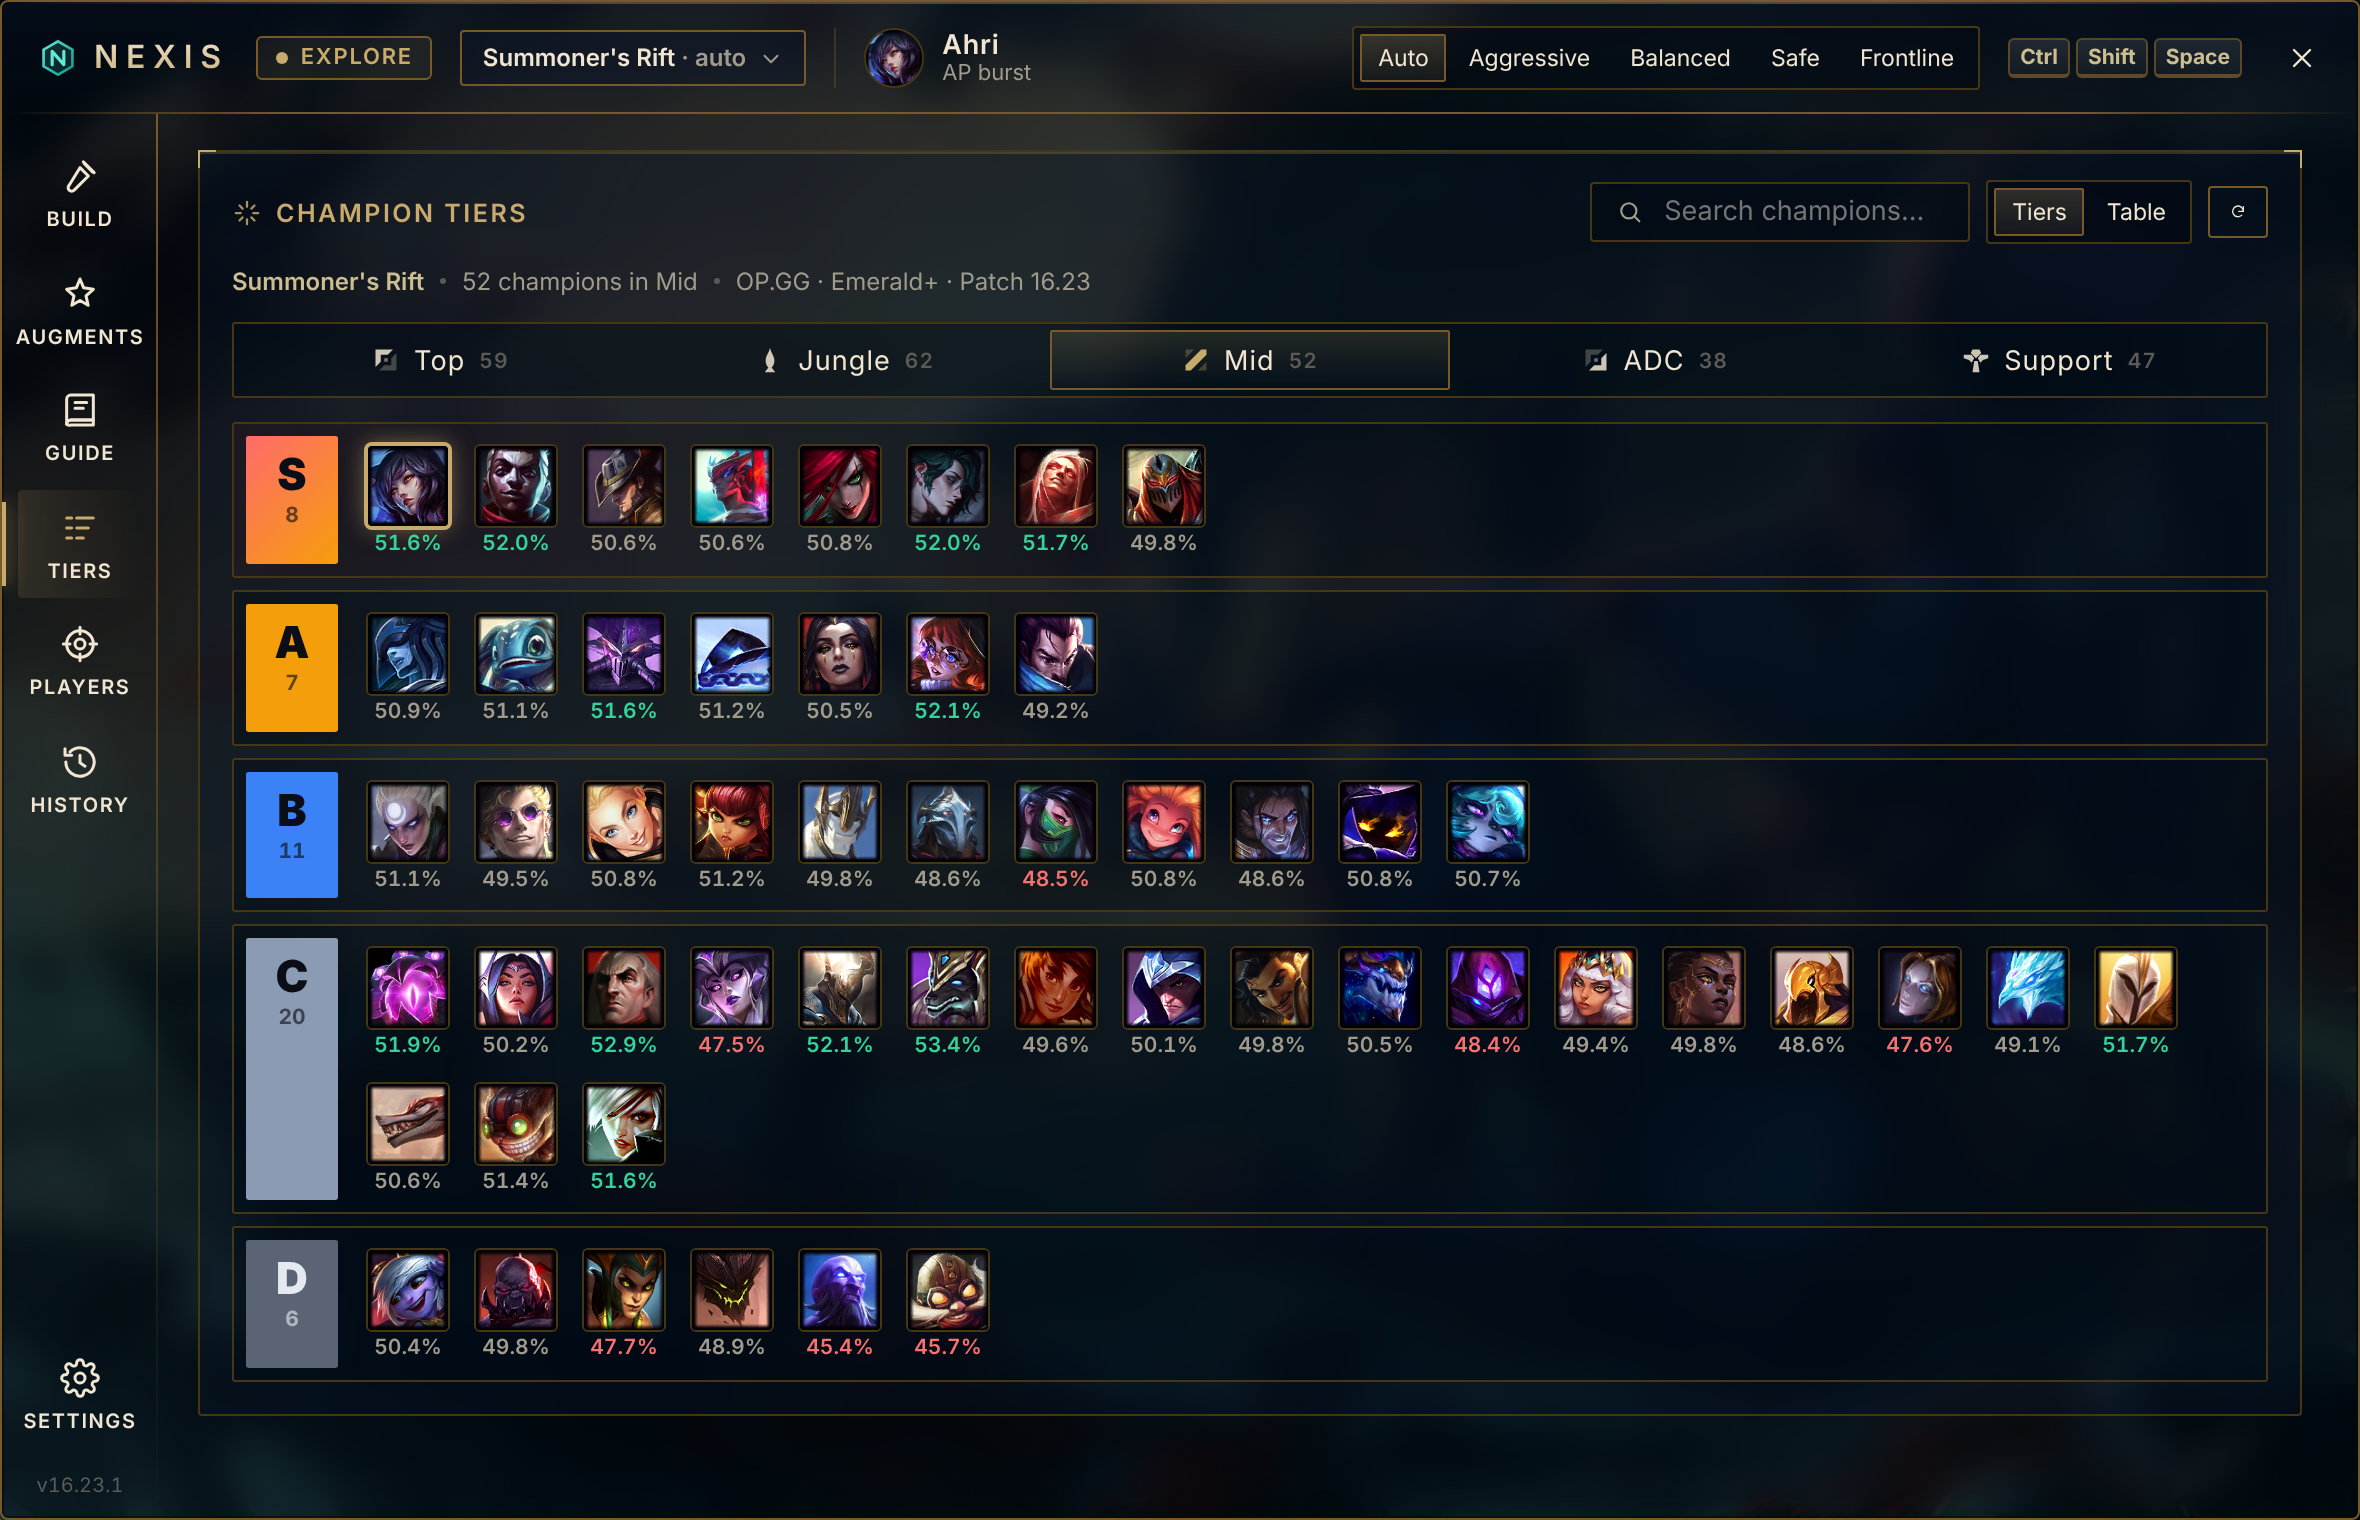 NEXIS
EXPLORE
Summoner's Rift · auto
Ahri
AP burst
Auto Aggressive Balanced Safe Frontline
Ctrl Shift Space
BUILD
AUGMENTS
GUIDE
TIERS
PLAYERS
HISTORY
SETTINGS
v16.23.1
CHAMPION TIERS
Search champions...
Tiers Table
Summoner's Rift • 52 champions in Mid • OP.GG · Emerald+ · Patch 16.23
Top 59 Jungle 62 Mid 52 ADC 38 Support 47
S
8
51.6% 52.0% 50.6% 50.6% 50.8% 52.0% 51.7% 49.8%
A
7
50.9% 51.1% 51.6% 51.2% 50.5% 52.1% 49.2%
B
11
51.1% 49.5% 50.8% 51.2% 49.8% 48.6% 48.5% 50.8% 48.6% 50.8% 50.7%
C
20
51.9% 50.2% 52.9% 47.5% 52.1% 53.4% 49.6% 50.1% 49.8% 50.5% 48.4% 49.4% 49.8% 48.6% 47.6% 49.1% 51.7%
50.6% 51.4% 51.6%
D
6
50.4% 49.8% 47.7% 48.9% 45.4% 45.7%